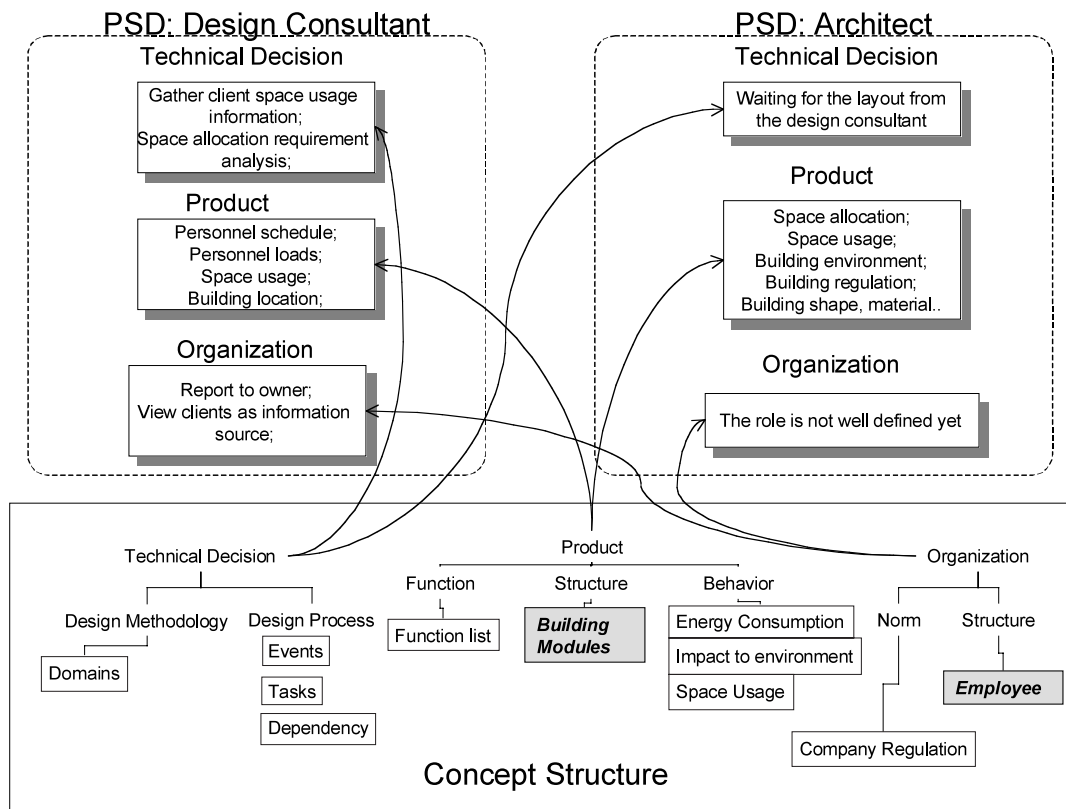 PSD: Design Consultant
Technical Decision
Gather client space usage
information;
Space allocation requirement
analysis;
Product
Personnel schedule;
Personnel loads;
Space usage;
Building location;
Organization
Report to owner;
View clients as information
source;
PSD: Architect
Technical Decision
Waiting for the layout from
the design consultant
Product
Space allocation;
Space usage;
Building environment;
Building regulation;
Building shape, material..
Organization
The role is not well defined yet
Technical Decision
Design Methodology
Domains
Design Process
Events
Tasks
Dependency
Product
Function
Function list
Structure
Building
Modules
Behavior
Energy Consumption
Impact to environment
Space Usage
Organization
Norm
Company Regulation
Structure
Employee
Concept Structure